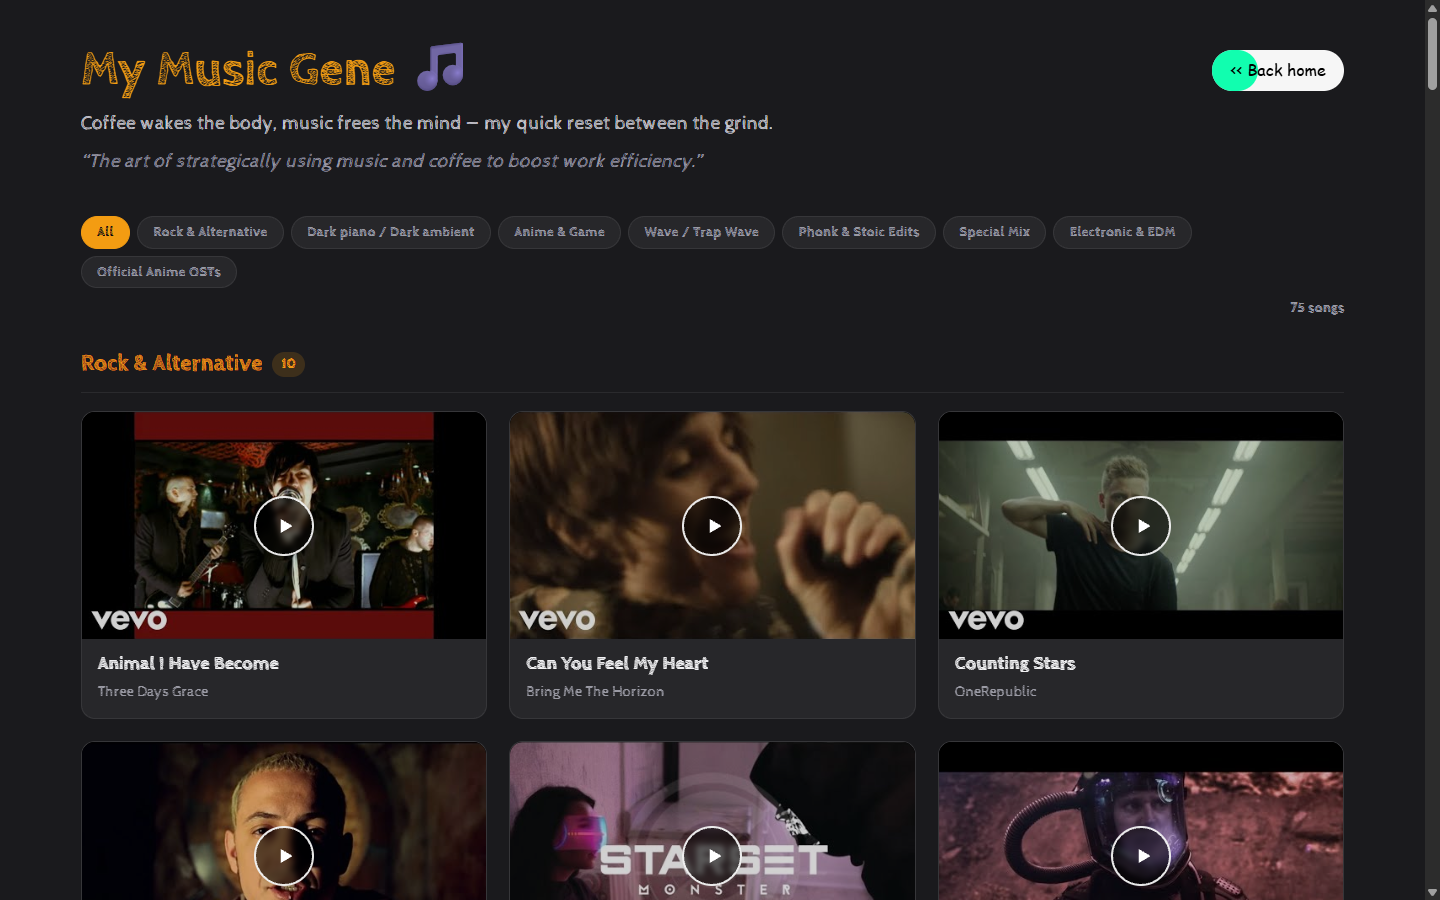 My Music Gene
<< Back home
Coffee wakes the body, music frees the mind — my quick reset between the grind.
“The art of strategically using music and coffee to boost work efficiency.”
All
Rock & Alternative
Dark piano / Dark ambient
Anime & Game
Wave / Trap Wave
Phonk & Stoic Edits
Special Mix
Electronic & EDM
Official Anime OSTs
75 songs
Rock & Alternative 10
vevo
vevo
vevo
Animal I Have Become
Three Days Grace
Can You Feel My Heart
Bring Me The Horizon
Counting Stars
OneRepublic
STARSET
MONSTER